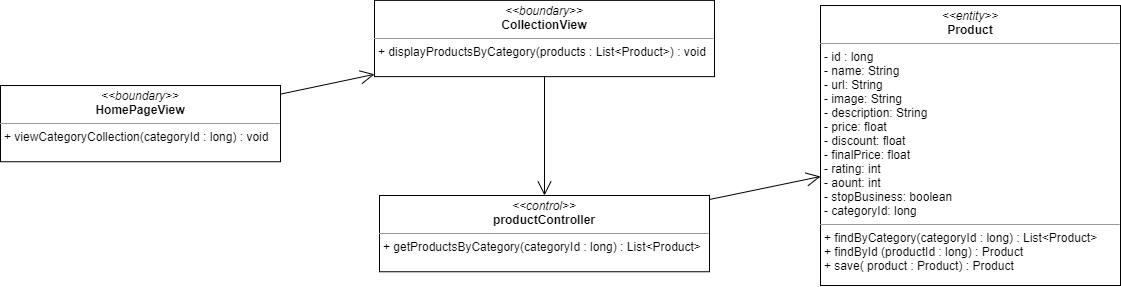 <<boundary>>
HomePageView
+ viewCategoryCollection(categoryId : long) : void
<<boundary>>
CollectionView
+ displayProductsByCategory(products : List<Product>) : void
<<control>>
productController
+ getProductsByCategory(categoryId : long) : List<Product>
<<entity>>
Product
- id : long
- name: String
- url: String
- image: String
- description: String
- price: float
- discount: float
- finalPrice: float
- rating: int
- aount: int
- stopBusiness: boolean
- categoryId: long
+ findByCategory(categoryId : long) : List<Product>
+ findById (productId : long) : Product
+ save( product : Product) : Product